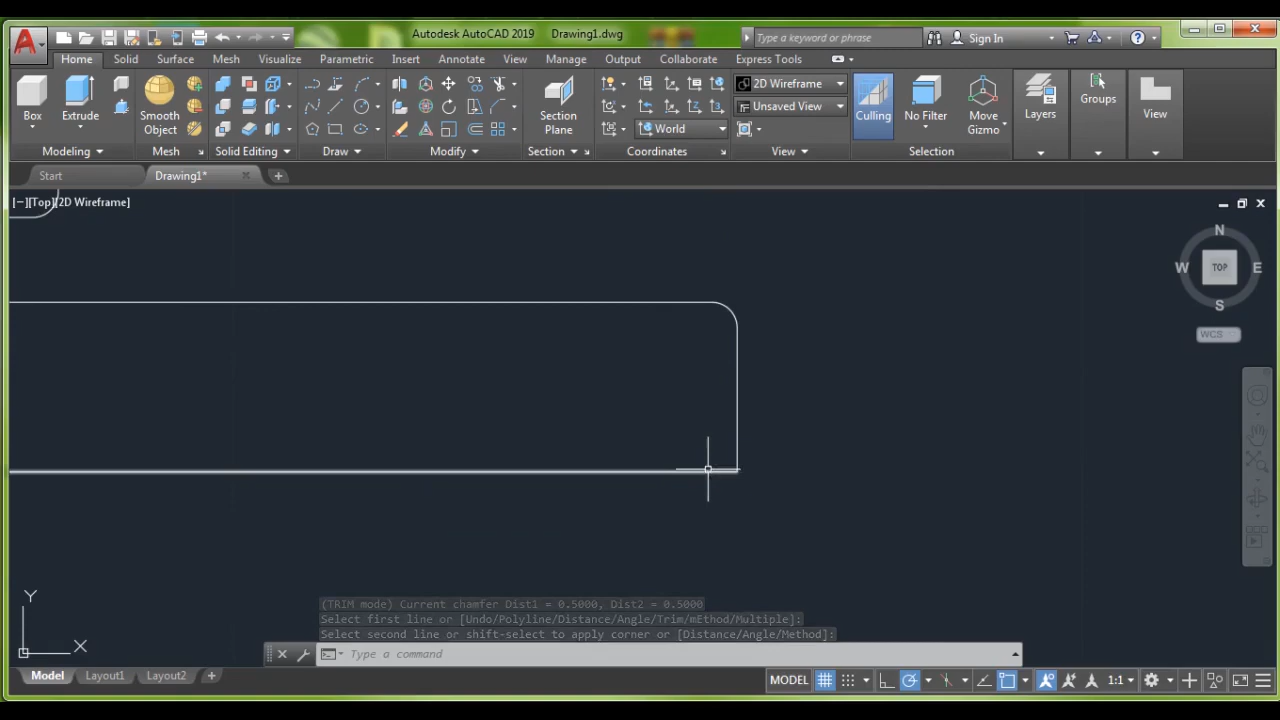 Autodesk AutoCAD 2019 Drawing1.dwg
Type a keyword or phrase
Sign In
Home Solid Surface Mesh Visualize Parametric Insert Annotate View Manage Output Collaborate Express Tools
Box
Extrude
Smooth
Object
Section
Plane
World
2D Wireframe
Unsaved View
Culling
No Filter
Move
Gizmo
Layers
Groups
View
Modeling Mesh Solid Editing Draw Modify Section Coordinates View Selection
Start Drawing1*
[−][Top][2D Wireframe]
N
W TOP E
S
WCS
Y
X
(TRIM mode) Current chamfer Dist1 = 0.5000, Dist2 = 0.5000
Select first line or [Undo/Polyline/Distance/Angle/Trim/mEthod/Multiple]:
Select second line or shift-select to apply corner or [Distance/Angle/Method]:
Type a command
Model Layout1 Layout2
MODEL 1:1